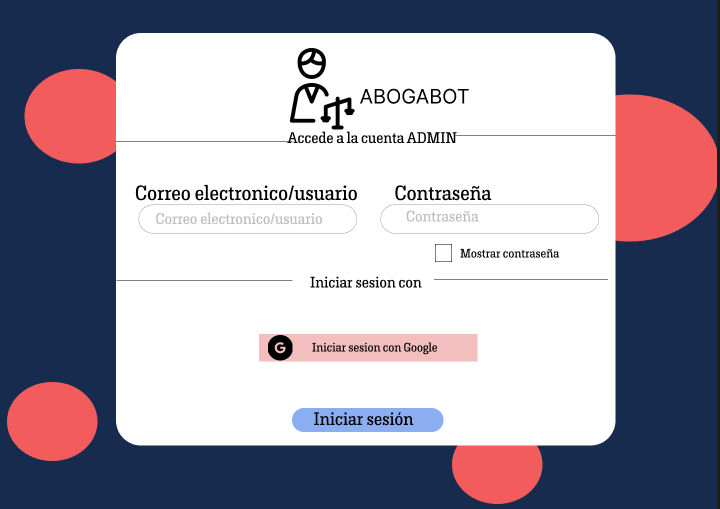 ABOGABOT
Accede a la cuenta ADMIN
Correo electronico/usuario
Contraseña
Correo electronico/usuario
Contraseña
Mostrar contraseña
Iniciar sesion con
G
Iniciar sesion con Google
Iniciar sesión